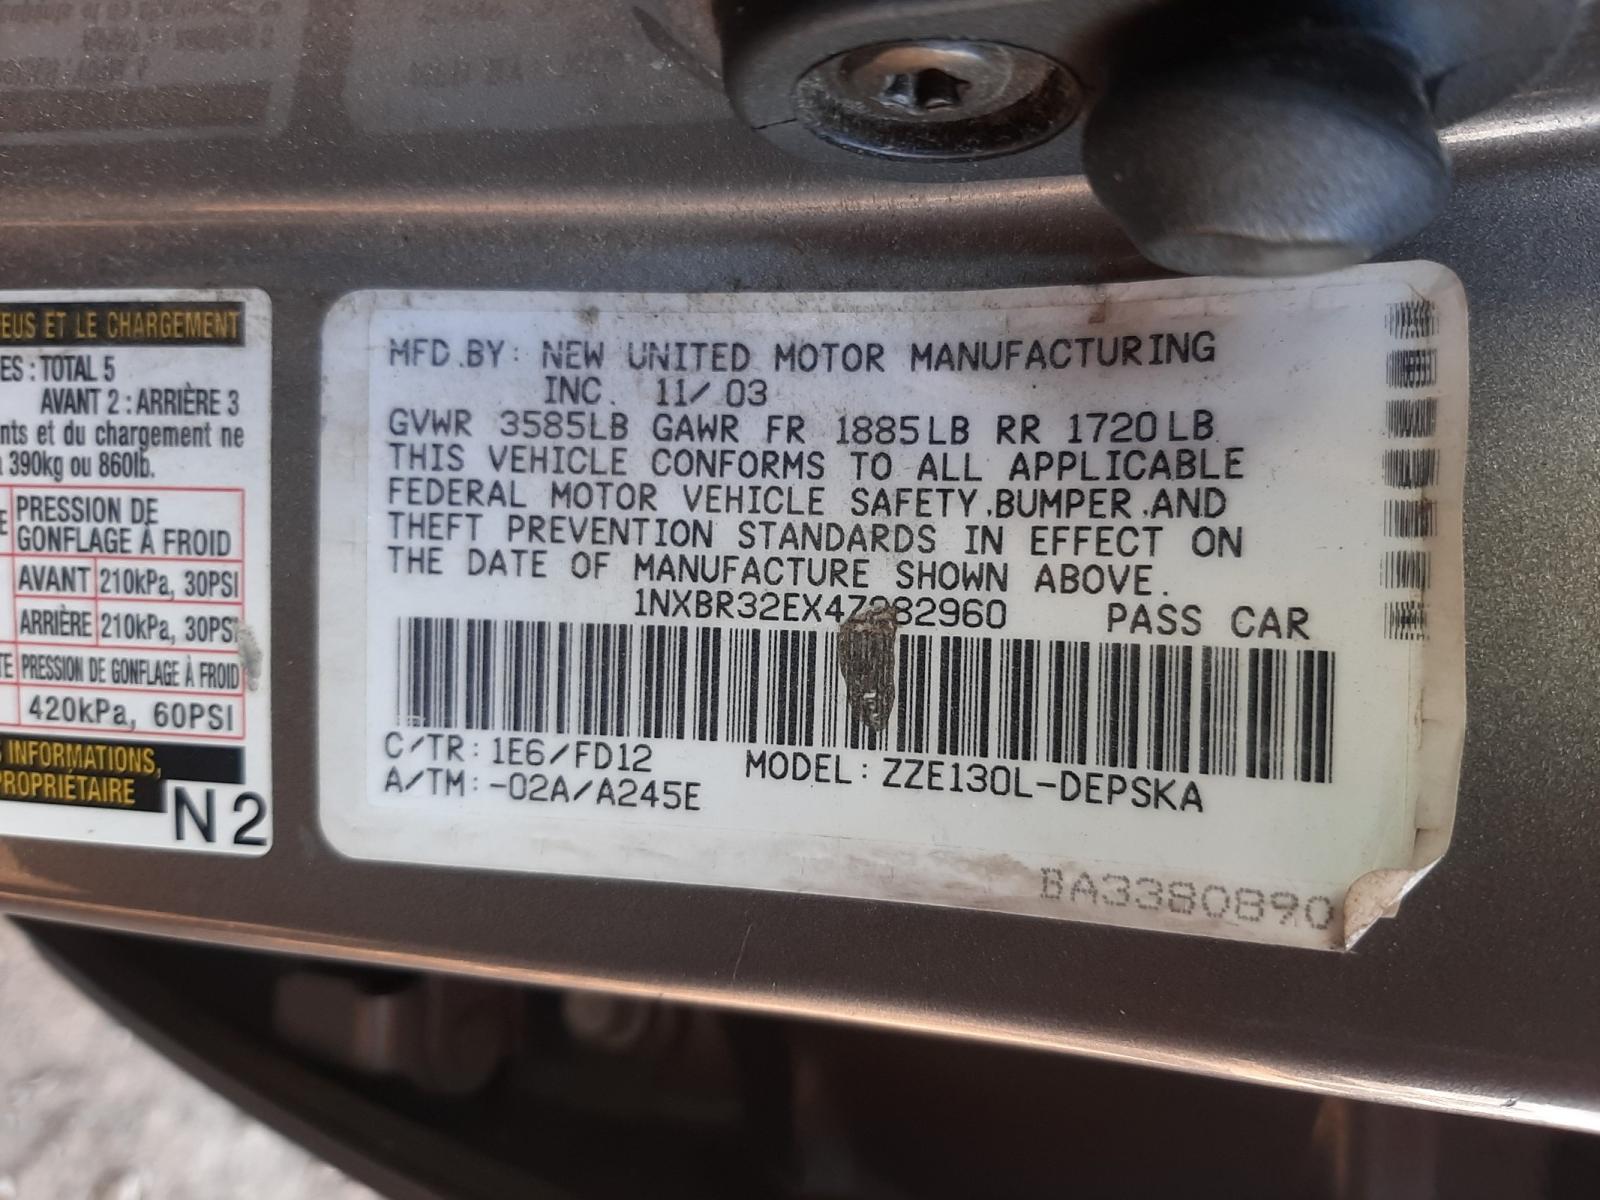 EUS ET LE CHARGEMENT
ES : TOTAL 5
AVANT 2 : ARRIÈRE 3
nts et du chargement ne
390kg ou 860lb.
PRESSION DE
GONFLAGE À FROID
AVANT 210kPa, 30PSI
ARRIÈRE 210kPa, 30PSI
TE PRESSION DE GONFLAGE À FROID
420kPa, 60PSI
INFORMATIONS,
PROPRIÉTAIRE
N2
MFD.BY: NEW UNITED MOTOR MANUFACTURING
INC. 11/03
GVWR 3585LB GAWR FR 1885LB RR 1720LB
THIS VEHICLE CONFORMS TO ALL APPLICABLE
FEDERAL MOTOR VEHICLE SAFETY,BUMPER,AND
THEFT PREVENTION STANDARDS IN EFFECT ON
THE DATE OF MANUFACTURE SHOWN ABOVE.
1NXBR32EX4Z282960 PASS CAR
C/TR: 1E6/FD12 MODEL: ZZE130L-DEPSKA
A/TM: -02A/A245E
BA3380890